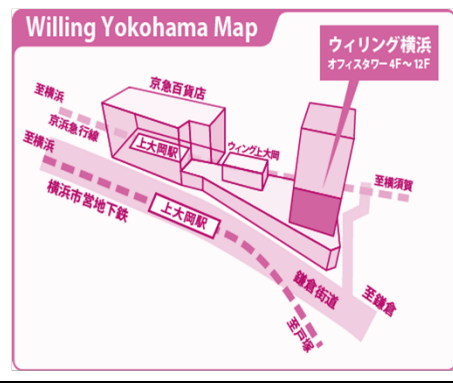 Willing Yokohama Map
ウィリング横浜
オフィスタワー4F～12F
京急百貨店
至横浜
京浜急行線
上大岡駅
ウィング上大岡
至横浜
至横須賀
横浜市営地下鉄
上大岡駅
鎌倉街道
至鎌倉
至戸塚